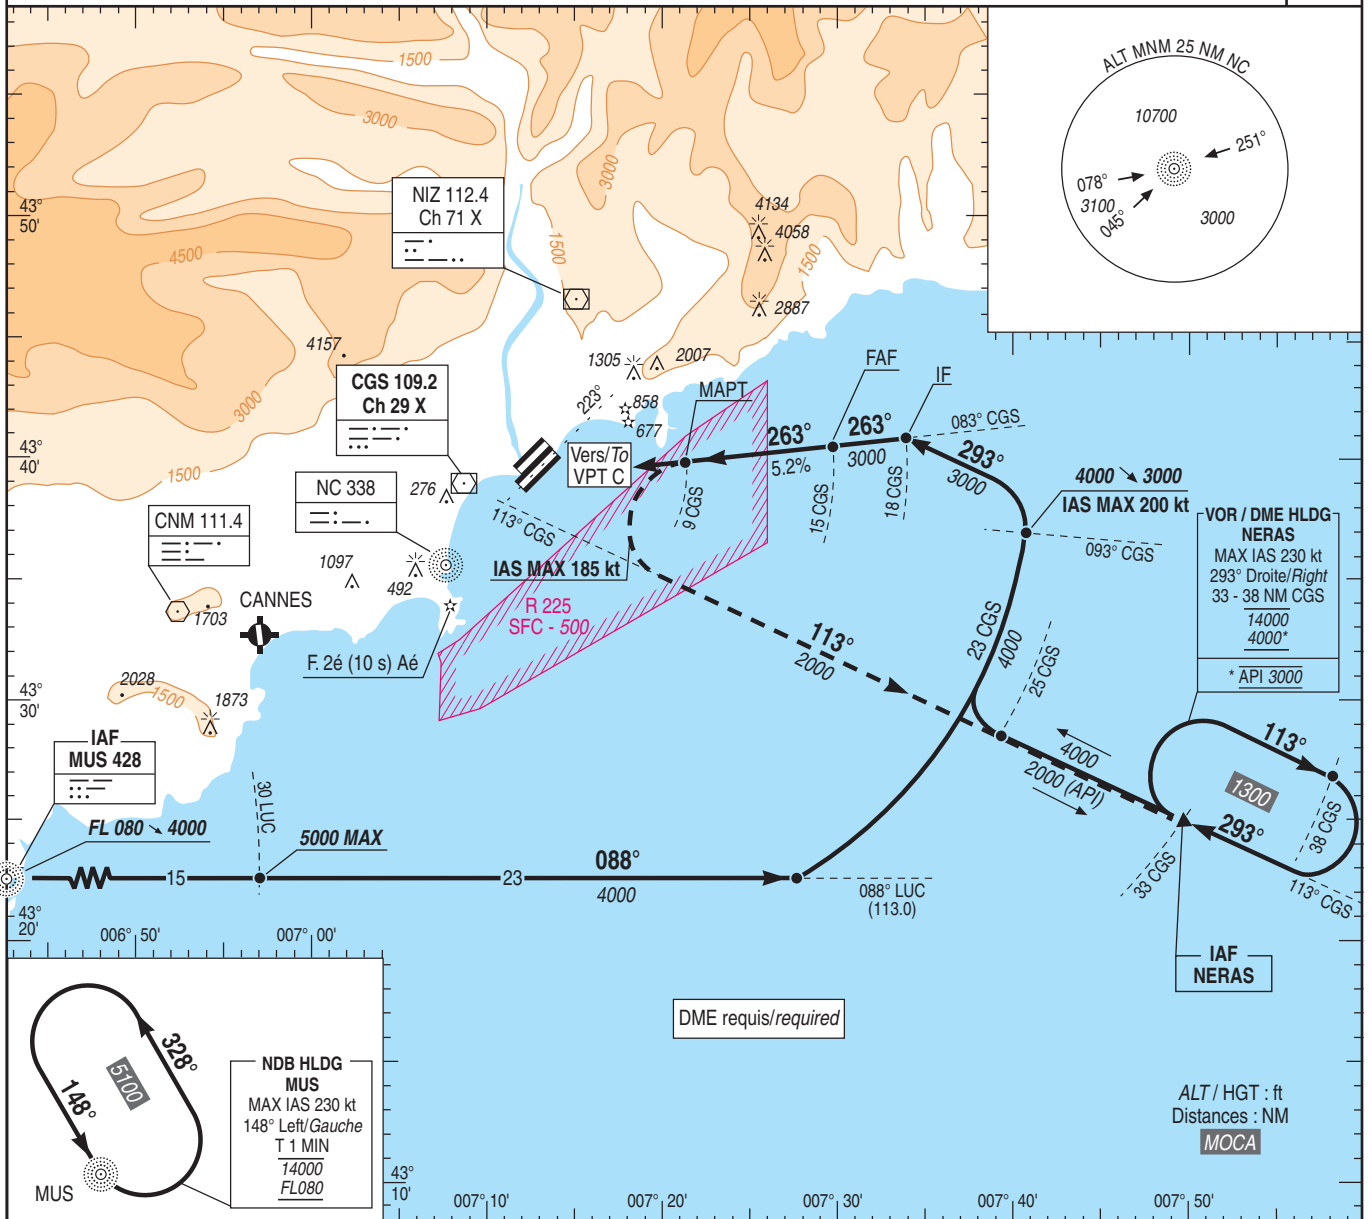 1500
3000
4500
3000
1500
3000
1500
1500
1500
43°
50'
43°
40'
43°
30'
43°
20'
43°
10'
006° 50'
007° 00'
007° 10'
007° 20'
007° 30'
007° 40'
007° 50'
ALT MNM 25 NM NC
10700
251°
078°
3100
045°
3000
NIZ 112.4
Ch 71 X
4134
4058
2887
4157
1305
2007
858
677
223°
CGS 109.2
Ch 29 X
NC 338
276
CNM 111.4
1097
492
1703
CANNES
2028
1873
F. 2é (10 s) Aé
Vers/To
VPT C
MAPT
FAF
IF
263°
5.2%
263°
3000
083° CGS
293°
3000
9 CGS
15 CGS
18 CGS
113° CGS
IAS MAX 185 kt
R 225
SFC - 500
4000 ➘ 3000
IAS MAX 200 kt
093° CGS
VOR / DME HLDG
NERAS
MAX IAS 230 kt
293° Droite/Right
33 - 38 NM CGS
14000
4000*
* API 3000
113°
2000
23 CGS
4000
25 CGS
4000
2000 (API)
113°
1300
293°
38 CGS
33 CGS
113° CGS
IAF
NERAS
IAF
MUS 428
FL 080 ➘ 4000
30 LUC
5000 MAX
15
23
088°
4000
088° LUC
(113.0)
328°
5100
148°
MUS
NDB HLDG
MUS
MAX IAS 230 kt
148° Left/Gauche
T 1 MIN
14000
FL080
DME requis/required
ALT / HGT : ft
Distances : NM
MOCA